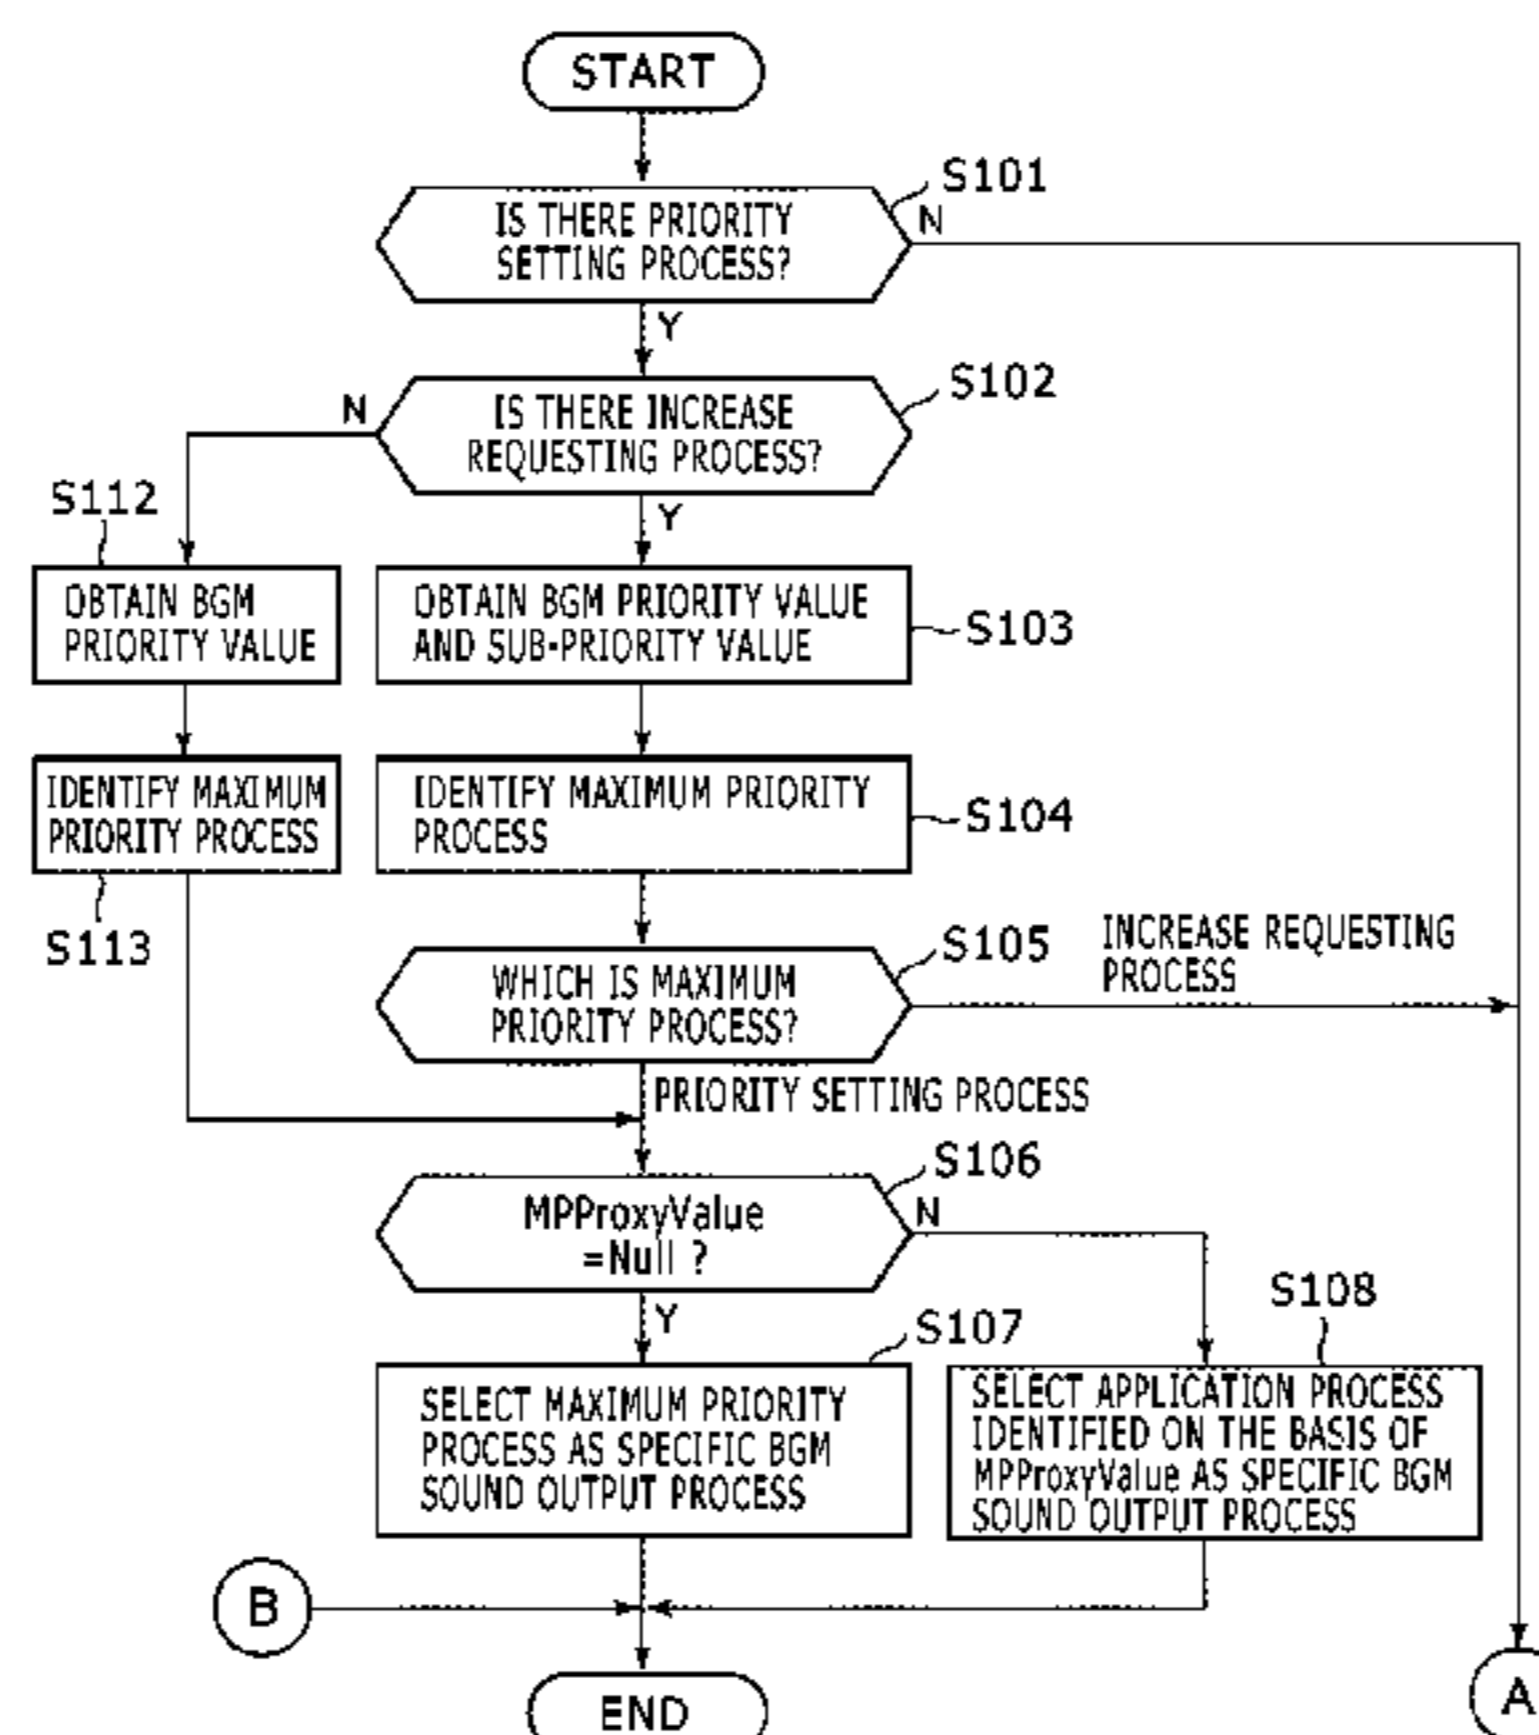 START
S101
IS THERE PRIORITY
SETTING PROCESS?
N
Y
S102
IS THERE INCREASE
REQUESTING PROCESS?
N
Y
S112
OBTAIN BGM
PRIORITY VALUE
OBTAIN BGM PRIORITY VALUE
AND SUB-PRIORITY VALUE
S103
IDENTIFY MAXIMUM
PRIORITY PROCESS
S113
IDENTIFY MAXIMUM PRIORITY
PROCESS
S104
S105
WHICH IS MAXIMUM
PRIORITY PROCESS?
INCREASE REQUESTING
PROCESS
PRIORITY SETTING PROCESS
S106
MPProxyValue
=Null ?
N
Y
S107
SELECT MAXIMUM PRIORITY
PROCESS AS SPECIFIC BGM
SOUND OUTPUT PROCESS
S108
SELECT APPLICATION PROCESS
IDENTIFIED ON THE BASIS OF
MPProxyValue AS SPECIFIC BGM
SOUND OUTPUT PROCESS
B
END
A